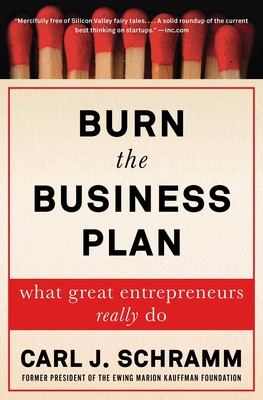 "Mercifully free of Silicon Valley fairy tales. . . . A solid roundup of the current
best thinking on startups." —Inc.com
BURN
the
BUSINESS
PLAN
what great entrepreneurs
really do
CARL J. SCHRAMM
FORMER PRESIDENT OF THE EWING MARION KAUFFMAN FOUNDATION